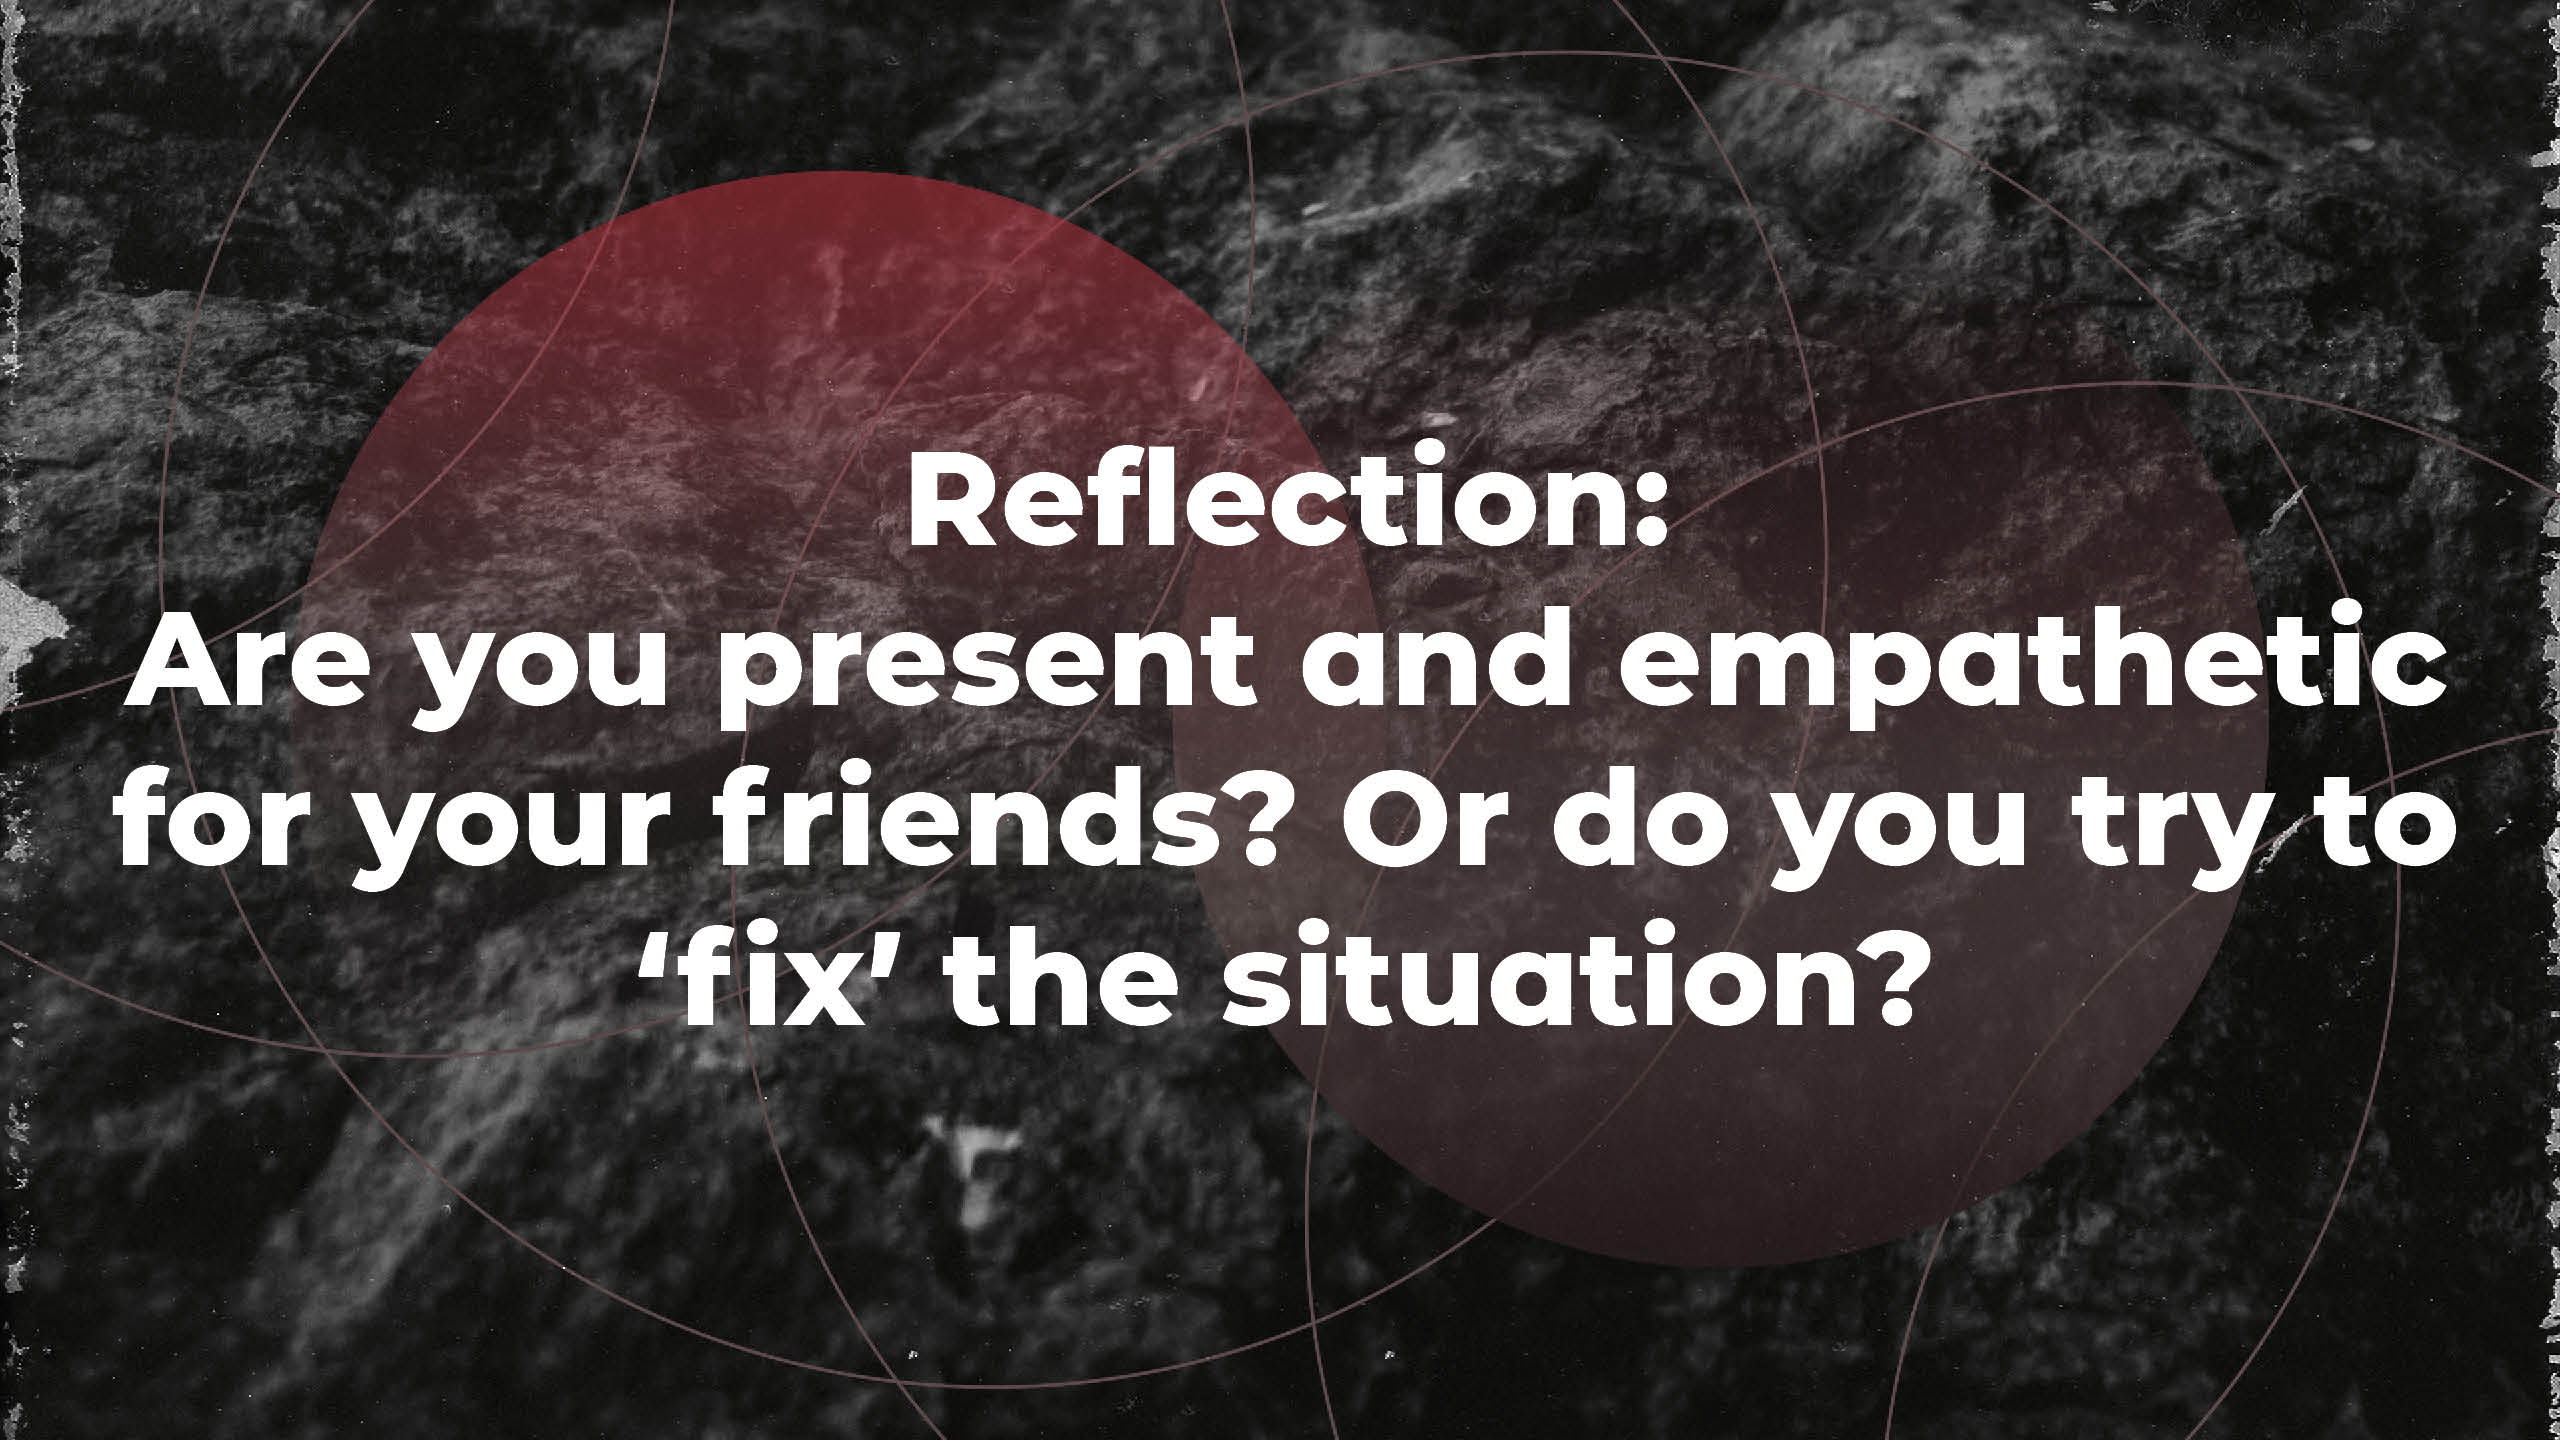 Reflection:
Are you present and empathetic
for your friends? Or do you try to
‘fix’ the situation?